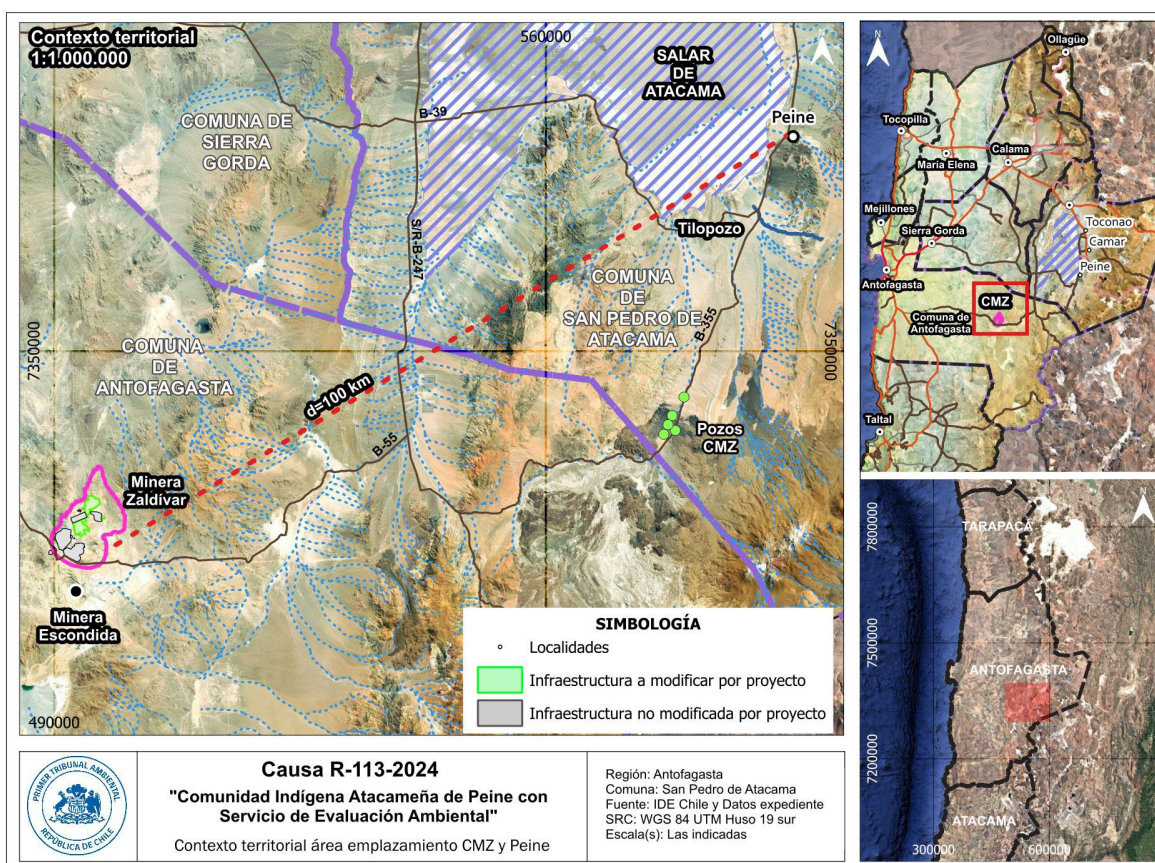 Contexto territorial
1:1.000.000
560000
SALAR
DE
ATACAMA
B-39
Peine
COMUNA DE
SIERRA
GORDA
Tilopozo
S/R-B-247
COMUNA
DE
SAN PEDRO DE
ATACAMA
B-355
7350000
7350000
COMUNA
DE
ANTOFAGASTA
d=100 km
B-55
Pozos
CMZ
Minera
Zaldívar
Minera
Escondida
490000
SIMBOLOGÍA
Localidades
Infraestructura a modificar por proyecto
Infraestructura no modificada por proyecto
N
Ollagüe
Tocopilla
Calama
María Elena
Mejillones
Sierra Gorda
Toconao
Camar
Peine
Antofagasta
CMZ
Comuna de
Antofagasta
Taltal
7800000
TARAPACA
7500000
ANTOFAGASTA
7200000
ATACAMA
300000
600000
PRIMER TRIBUNAL AMBIENTAL
REPÚBLICA DE CHILE
Causa R-113-2024
"Comunidad Indígena Atacameña de Peine con
Servicio de Evaluación Ambiental"
Contexto territorial área emplazamiento CMZ y Peine
Región: Antofagasta
Comuna: San Pedro de Atacama
Fuente: IDE Chile y Datos expediente
SRC: WGS 84 UTM Huso 19 sur
Escala(s): Las indicadas